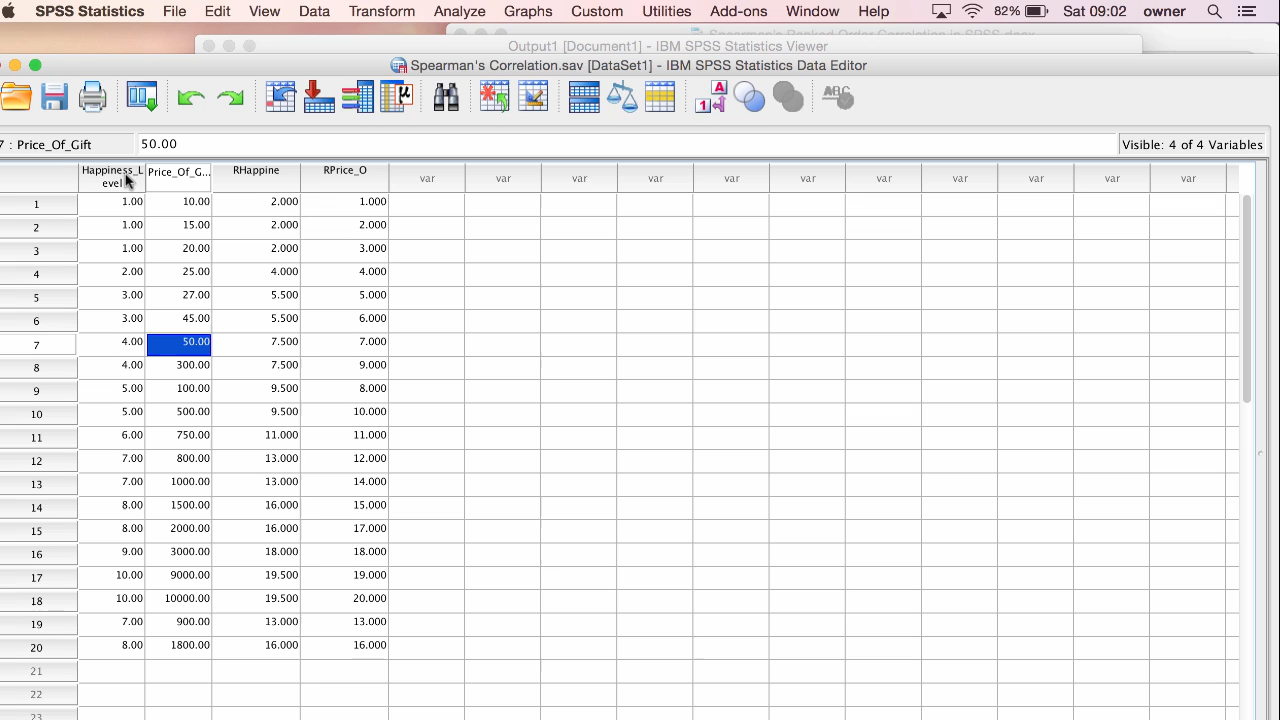 SPSS Statistics File Edit View Data Transform Analyze Graphs Custom Utilities Add-ons Window Help 82% Sat 09:02 owner
Spearman's Ranked Order Correlation in SPSS.docx
Output1 [Document1] - IBM SPSS Statistics Viewer
Spearman's Correlation.sav [DataSet1] - IBM SPSS Statistics Data Editor
7 : Price_Of_Gift 50.00 Visible: 4 of 4 Variables
Happiness_L
evel Price_Of_G... RHappine RPrice_O var var var var var var var var var var var
1 1.00 10.00 2.000 1.000
2 1.00 15.00 2.000 2.000
3 1.00 20.00 2.000 3.000
4 2.00 25.00 4.000 4.000
5 3.00 27.00 5.500 5.000
6 3.00 45.00 5.500 6.000
7 4.00 50.00 7.500 7.000
8 4.00 300.00 7.500 9.000
9 5.00 100.00 9.500 8.000
10 5.00 500.00 9.500 10.000
11 6.00 750.00 11.000 11.000
12 7.00 800.00 13.000 12.000
13 7.00 1000.00 13.000 14.000
14 8.00 1500.00 16.000 15.000
15 8.00 2000.00 16.000 17.000
16 9.00 3000.00 18.000 18.000
17 10.00 9000.00 19.500 19.000
18 10.00 10000.00 19.500 20.000
19 7.00 900.00 13.000 13.000
20 8.00 1800.00 16.000 16.000
21
22
23